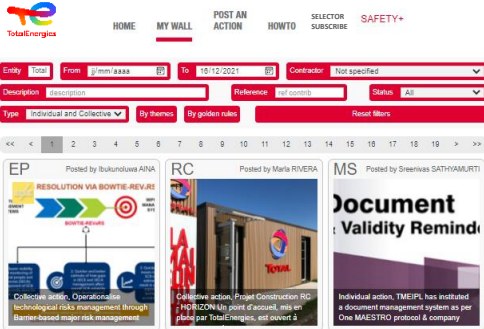 TotalEnergies
HOME
MY WALL
POST AN
ACTION
HOWTO
SELECTOR
SUBSCRIBE
SAFETY+
Entity Total From jj/mm/aaaa To 16/12/2021 Contractor Not specified
Description description Reference ref contrib Status All
Type Individual and Collective By themes By golden rules Reset filters
<< < 1 2 3 4 5 6 7 8 9 10 11 12 13 14 15 16 17 18 19 > >>
EP Posted by Ibukunoluwa AINA
RESOLUTION VIA BOWTIE-REV-RS
BOWTIE-REVxRS
Collective action, Operationalise
technological risks management through
Barrier-based major risk management
RC Posted by Maria RIVERA
TOTAL
Collective action, Projet Construction RC
- HORIZON Un point d'accueil, mis en
place par TotalEnergies, est ouvert à
MS Posted by Sreenivas SATHYAMURTI
Document
Validity Remind
Individual action, TMEIPL has instituted
a document management system as per
One MAESTRO protocol & company